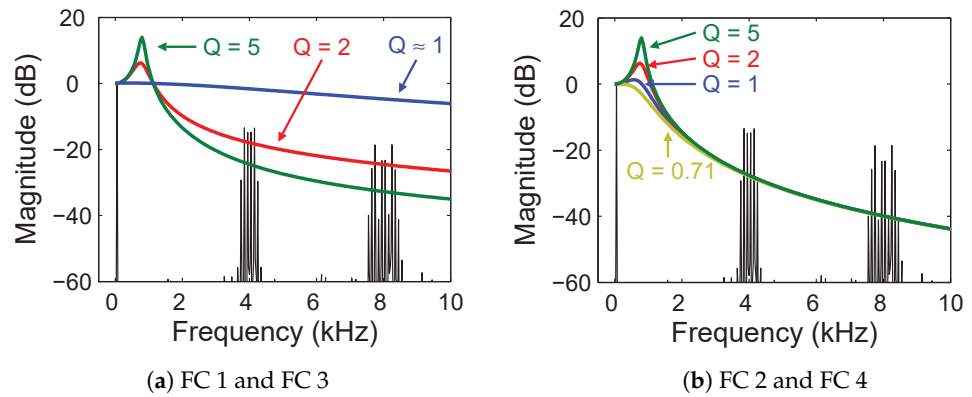 20
0
−20
−40
−60
Magnitude (dB)
Q = 5
Q = 2
Q ≈ 1
0 2 4 6 8 10
Frequency (kHz)
(a) FC 1 and FC 3
20
0
−20
−40
−60
Magnitude (dB)
Q = 5
Q = 2
Q = 1
Q = 0.71
0 2 4 6 8 10
Frequency (kHz)
(b) FC 2 and FC 4